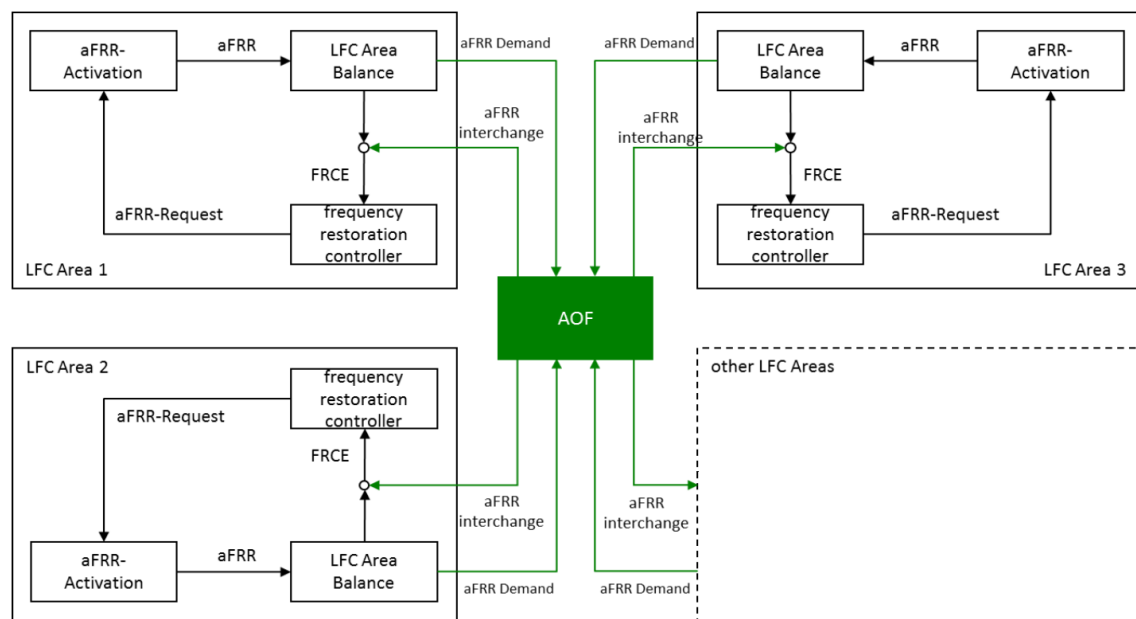 aFRR-
Activation
aFRR
LFC Area
Balance
aFRR Demand
aFRR
interchange
FRCE
aFRR-Request
frequency
restoration
controller
LFC Area 1
aFRR Demand
aFRR
interchange
LFC Area
Balance
aFRR
aFRR-
Activation
FRCE
frequency
restoration
controller
aFRR-Request
LFC Area 3
AOF
LFC Area 2
frequency
restoration
controller
aFRR-Request
FRCE
aFRR
interchange
aFRR-
Activation
aFRR
LFC Area
Balance
aFRR Demand
other LFC Areas
aFRR
interchange
aFRR Demand